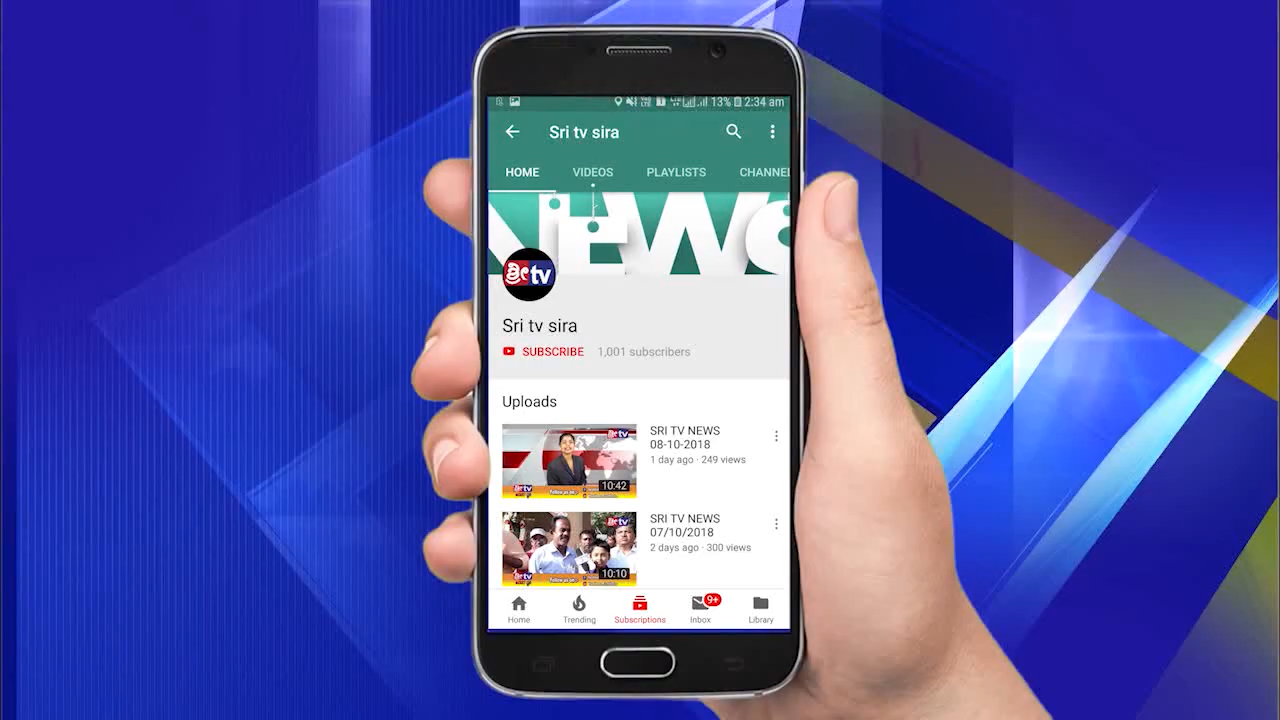 13% 2:34 am
Sri tv sira
HOME VIDEOS PLAYLISTS CHANNEL
NEWS
ಶ್ರೀ tv
Sri tv sira
SUBSCRIBE 1,001 subscribers
Uploads
SRI TV NEWS
08-10-2018
1 day ago · 249 views
10:42
SRI TV NEWS
07/10/2018
2 days ago · 300 views
10:10
9+
Home Trending Subscriptions Inbox Library